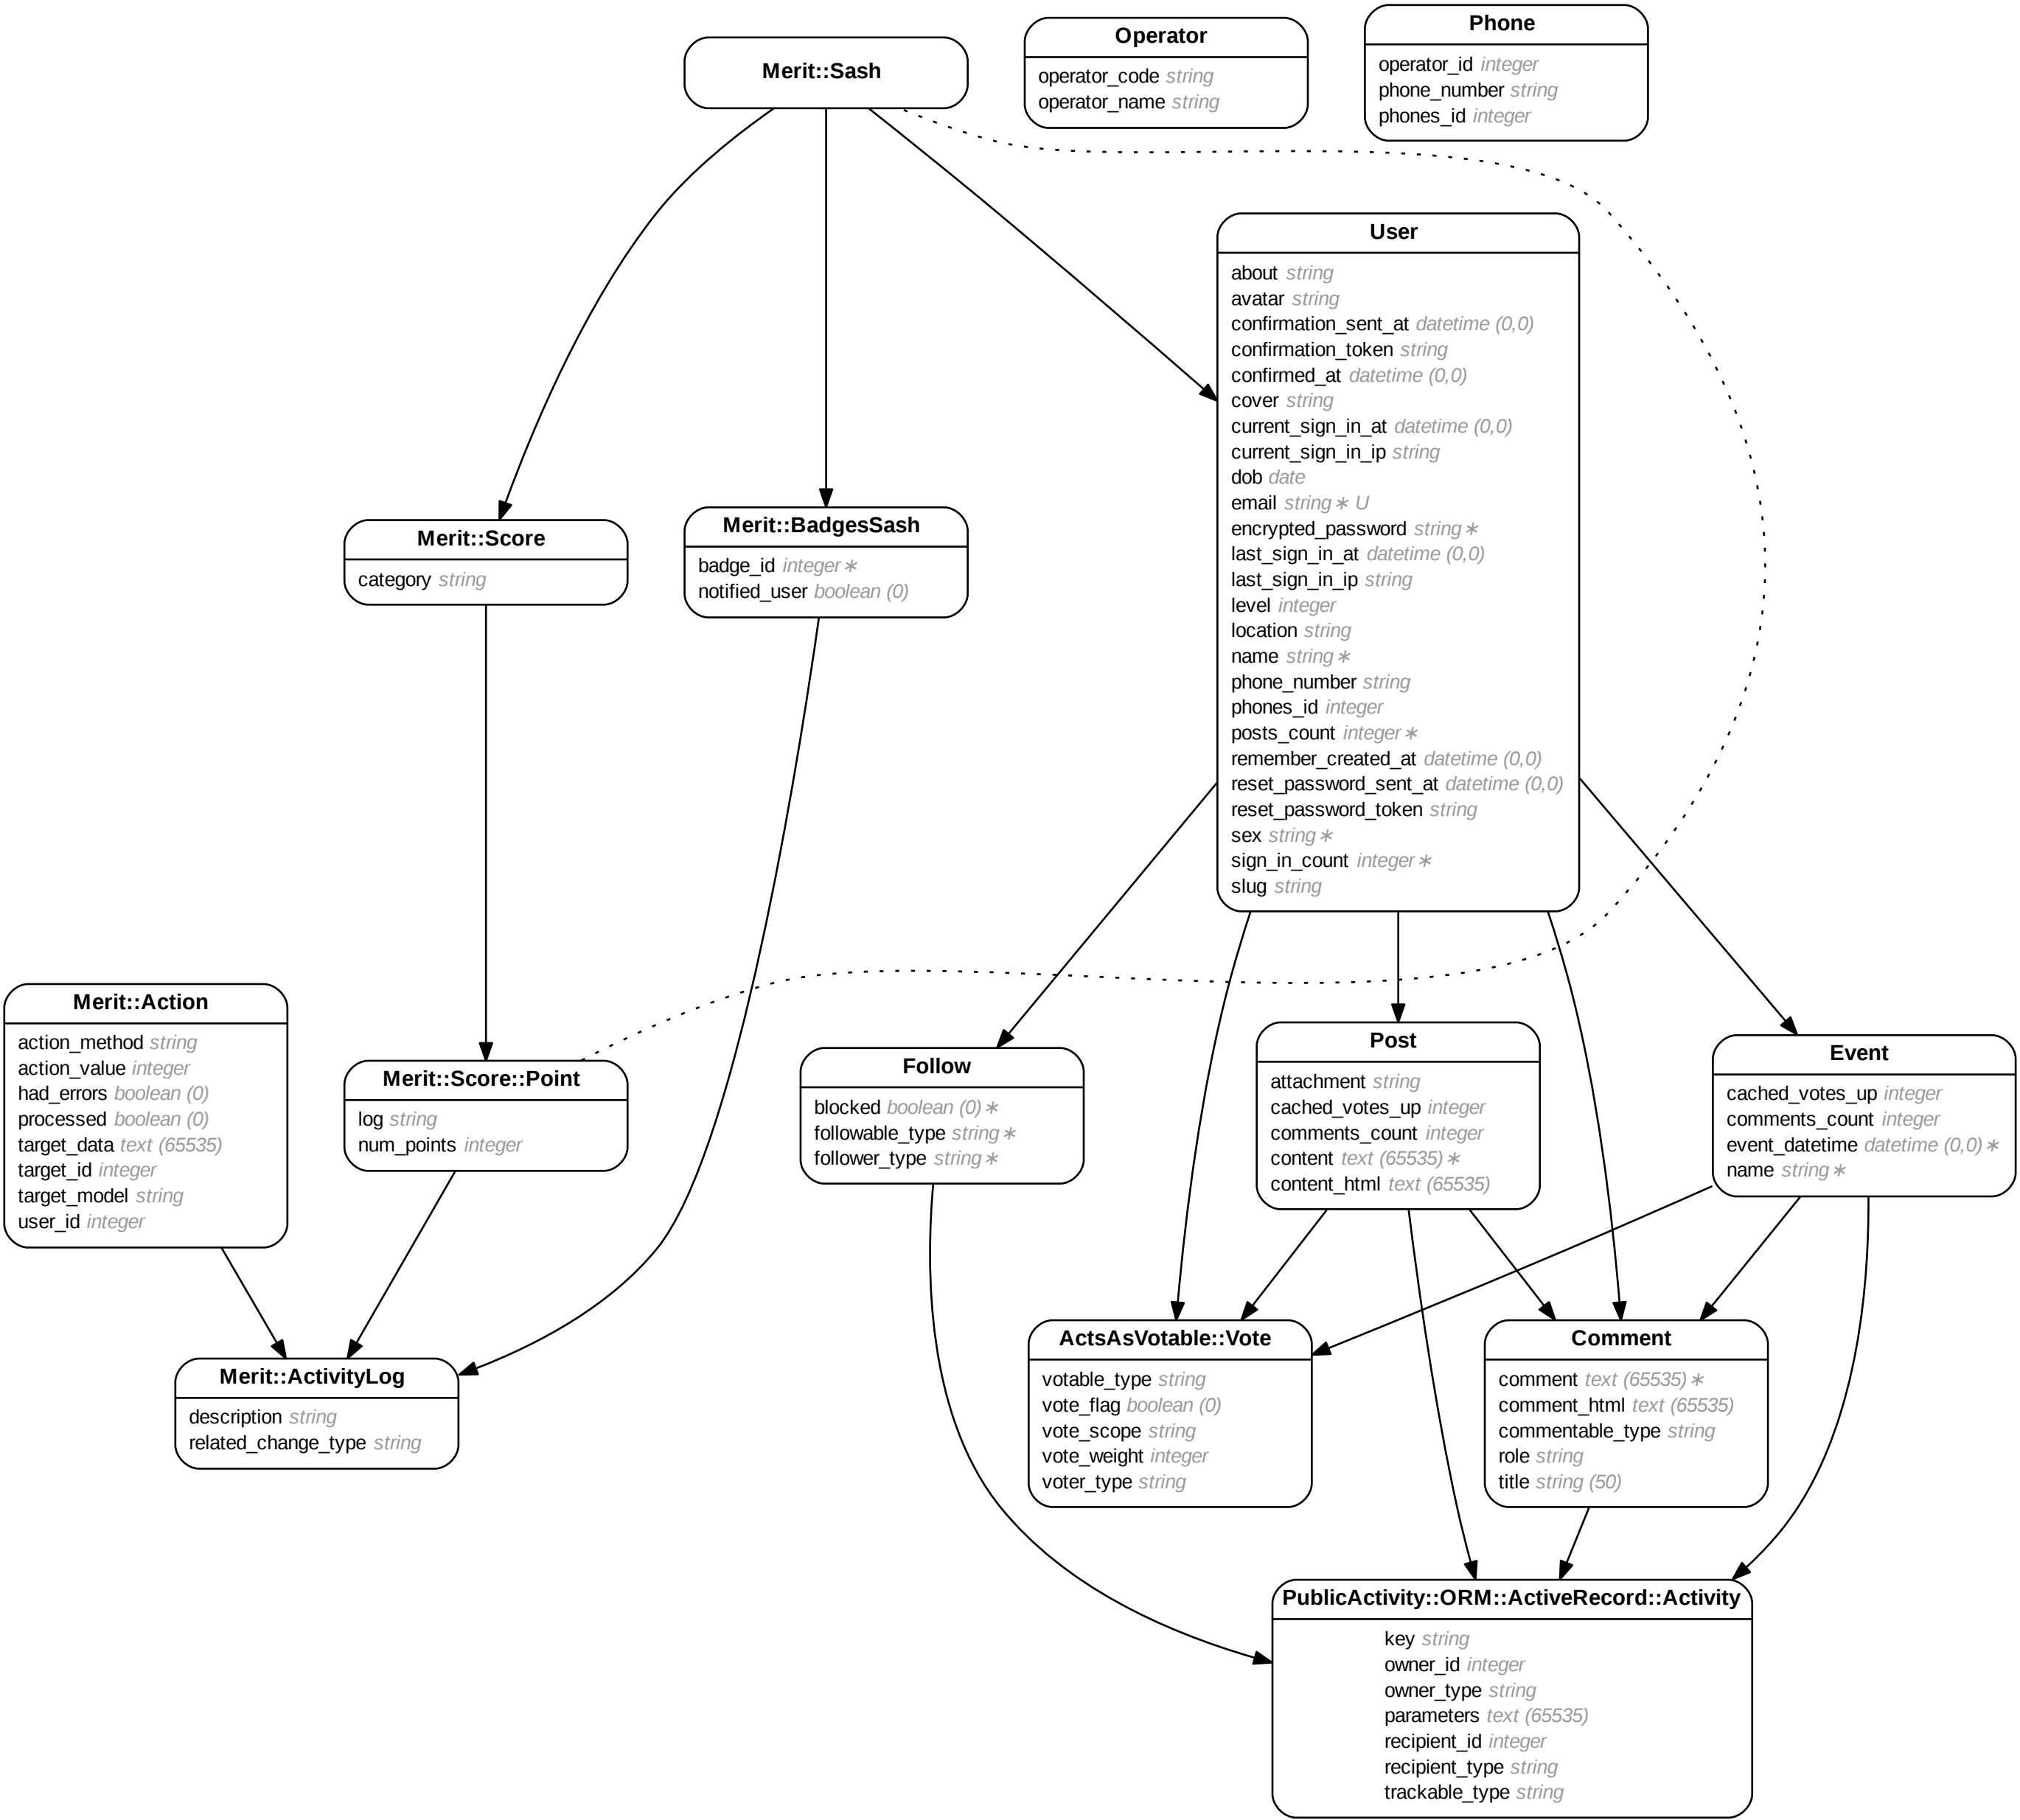 Merit::Sash
Operator
operator_code string
operator_name string
Phone
operator_id integer
phone_number string
phones_id integer
User
about string
avatar string
confirmation_sent_at datetime (0,0)
confirmation_token string
confirmed_at datetime (0,0)
cover string
current_sign_in_at datetime (0,0)
current_sign_in_ip string
dob date
email string∗ U
encrypted_password string∗
last_sign_in_at datetime (0,0)
last_sign_in_ip string
level integer
location string
name string∗
phone_number string
phones_id integer
posts_count integer∗
remember_created_at datetime (0,0)
reset_password_sent_at datetime (0,0)
reset_password_token string
sex string∗
sign_in_count integer∗
slug string
Merit::Score
category string
Merit::BadgesSash
badge_id integer∗
notified_user boolean (0)
Merit::Action
action_method string
action_value integer
had_errors boolean (0)
processed boolean (0)
target_data text (65535)
target_id integer
target_model string
user_id integer
Merit::Score::Point
log string
num_points integer
Follow
blocked boolean (0)∗
followable_type string∗
follower_type string∗
Post
attachment string
cached_votes_up integer
comments_count integer
content text (65535)∗
content_html text (65535)
Event
cached_votes_up integer
comments_count integer
event_datetime datetime (0,0)∗
name string∗
Merit::ActivityLog
description string
related_change_type string
ActsAsVotable::Vote
votable_type string
vote_flag boolean (0)
vote_scope string
vote_weight integer
voter_type string
Comment
comment text (65535)∗
comment_html text (65535)
commentable_type string
role string
title string (50)
PublicActivity::ORM::ActiveRecord::Activity
key string
owner_id integer
owner_type string
parameters text (65535)
recipient_id integer
recipient_type string
trackable_type string